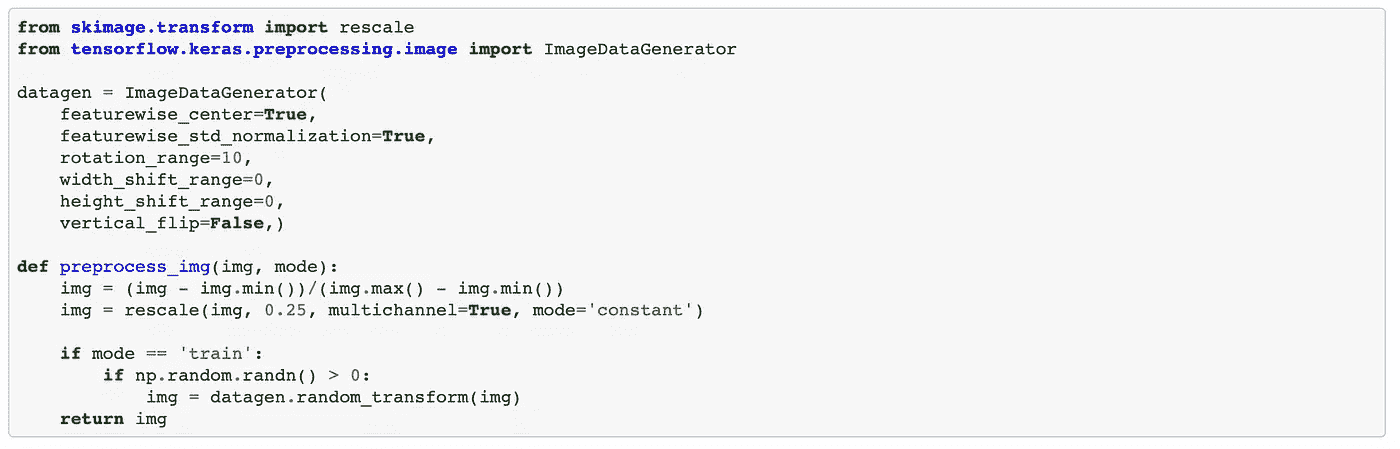 from skimage.transform import rescale
from tensorflow.keras.preprocessing.image import ImageDataGenerator

datagen = ImageDataGenerator(
    featurewise_center=True,
    featurewise_std_normalization=True,
    rotation_range=10,
    width_shift_range=0,
    height_shift_range=0,
    vertical_flip=False,)

def preprocess_img(img, mode):
    img = (img - img.min())/(img.max() - img.min())
    img = rescale(img, 0.25, multichannel=True, mode='constant')

    if mode == 'train':
        if np.random.randn() > 0:
            img = datagen.random_transform(img)
    return img